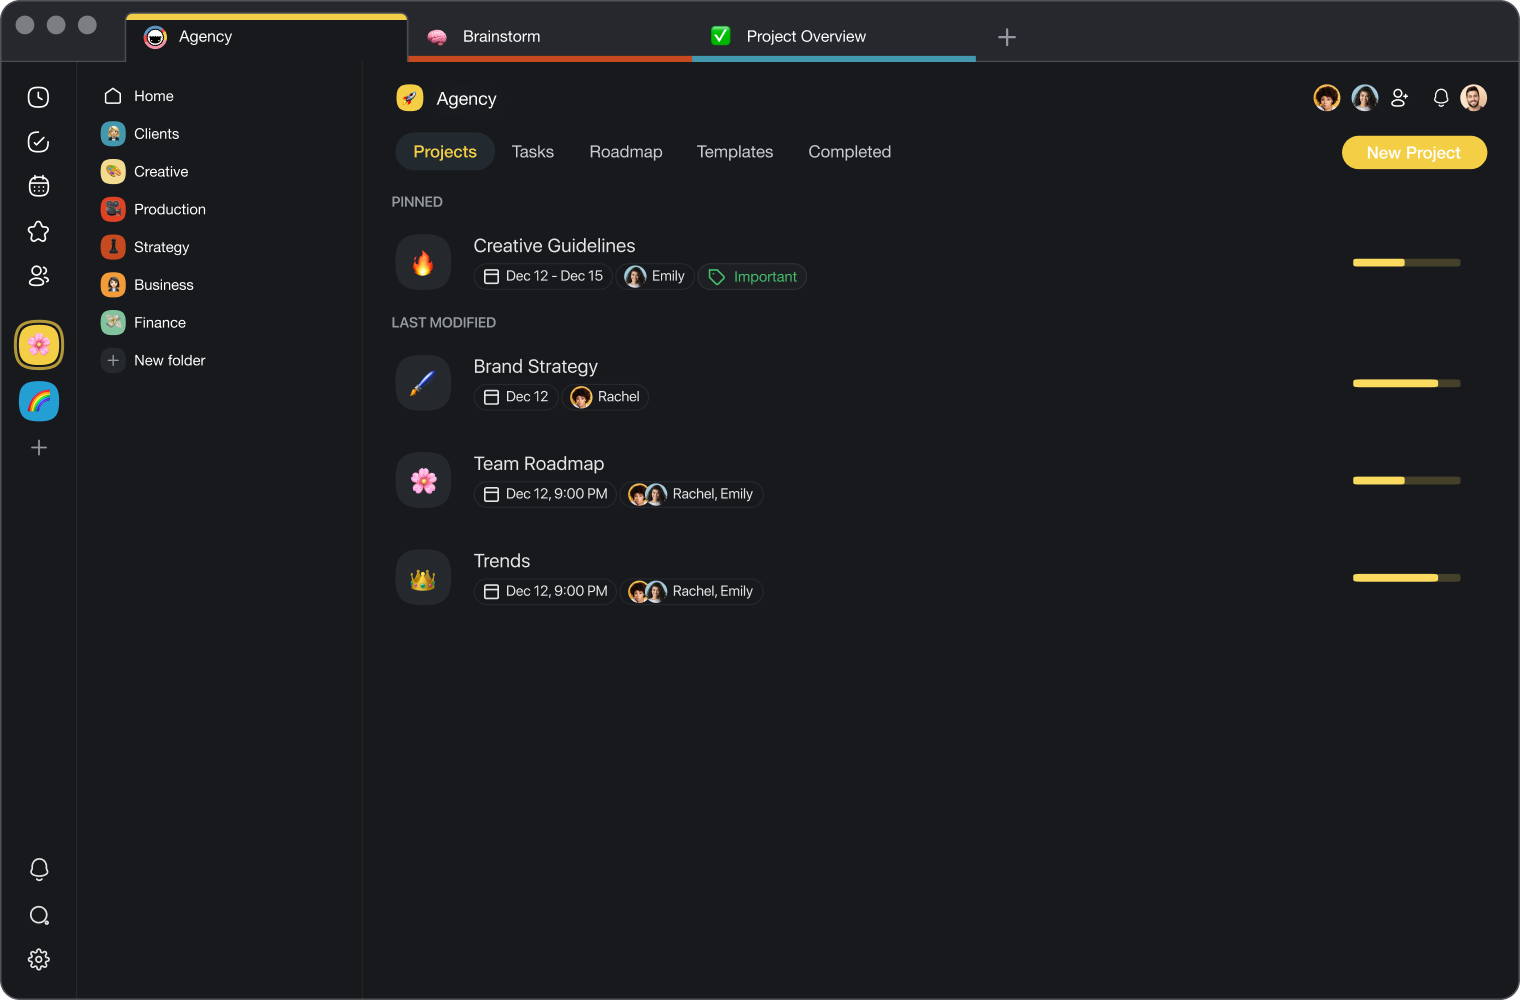 Agency
Brainstorm
Project Overview
Home
Clients
Creative
Production
Strategy
Business
Finance
New folder
Agency
Projects
Tasks
Roadmap
Templates
Completed
New Project
PINNED
Creative Guidelines
Dec 12 - Dec 15
Emily
Important
LAST MODIFIED
Brand Strategy
Dec 12
Rachel
Team Roadmap
Dec 12, 9:00 PM
Rachel, Emily
Trends
Dec 12, 9:00 PM
Rachel, Emily